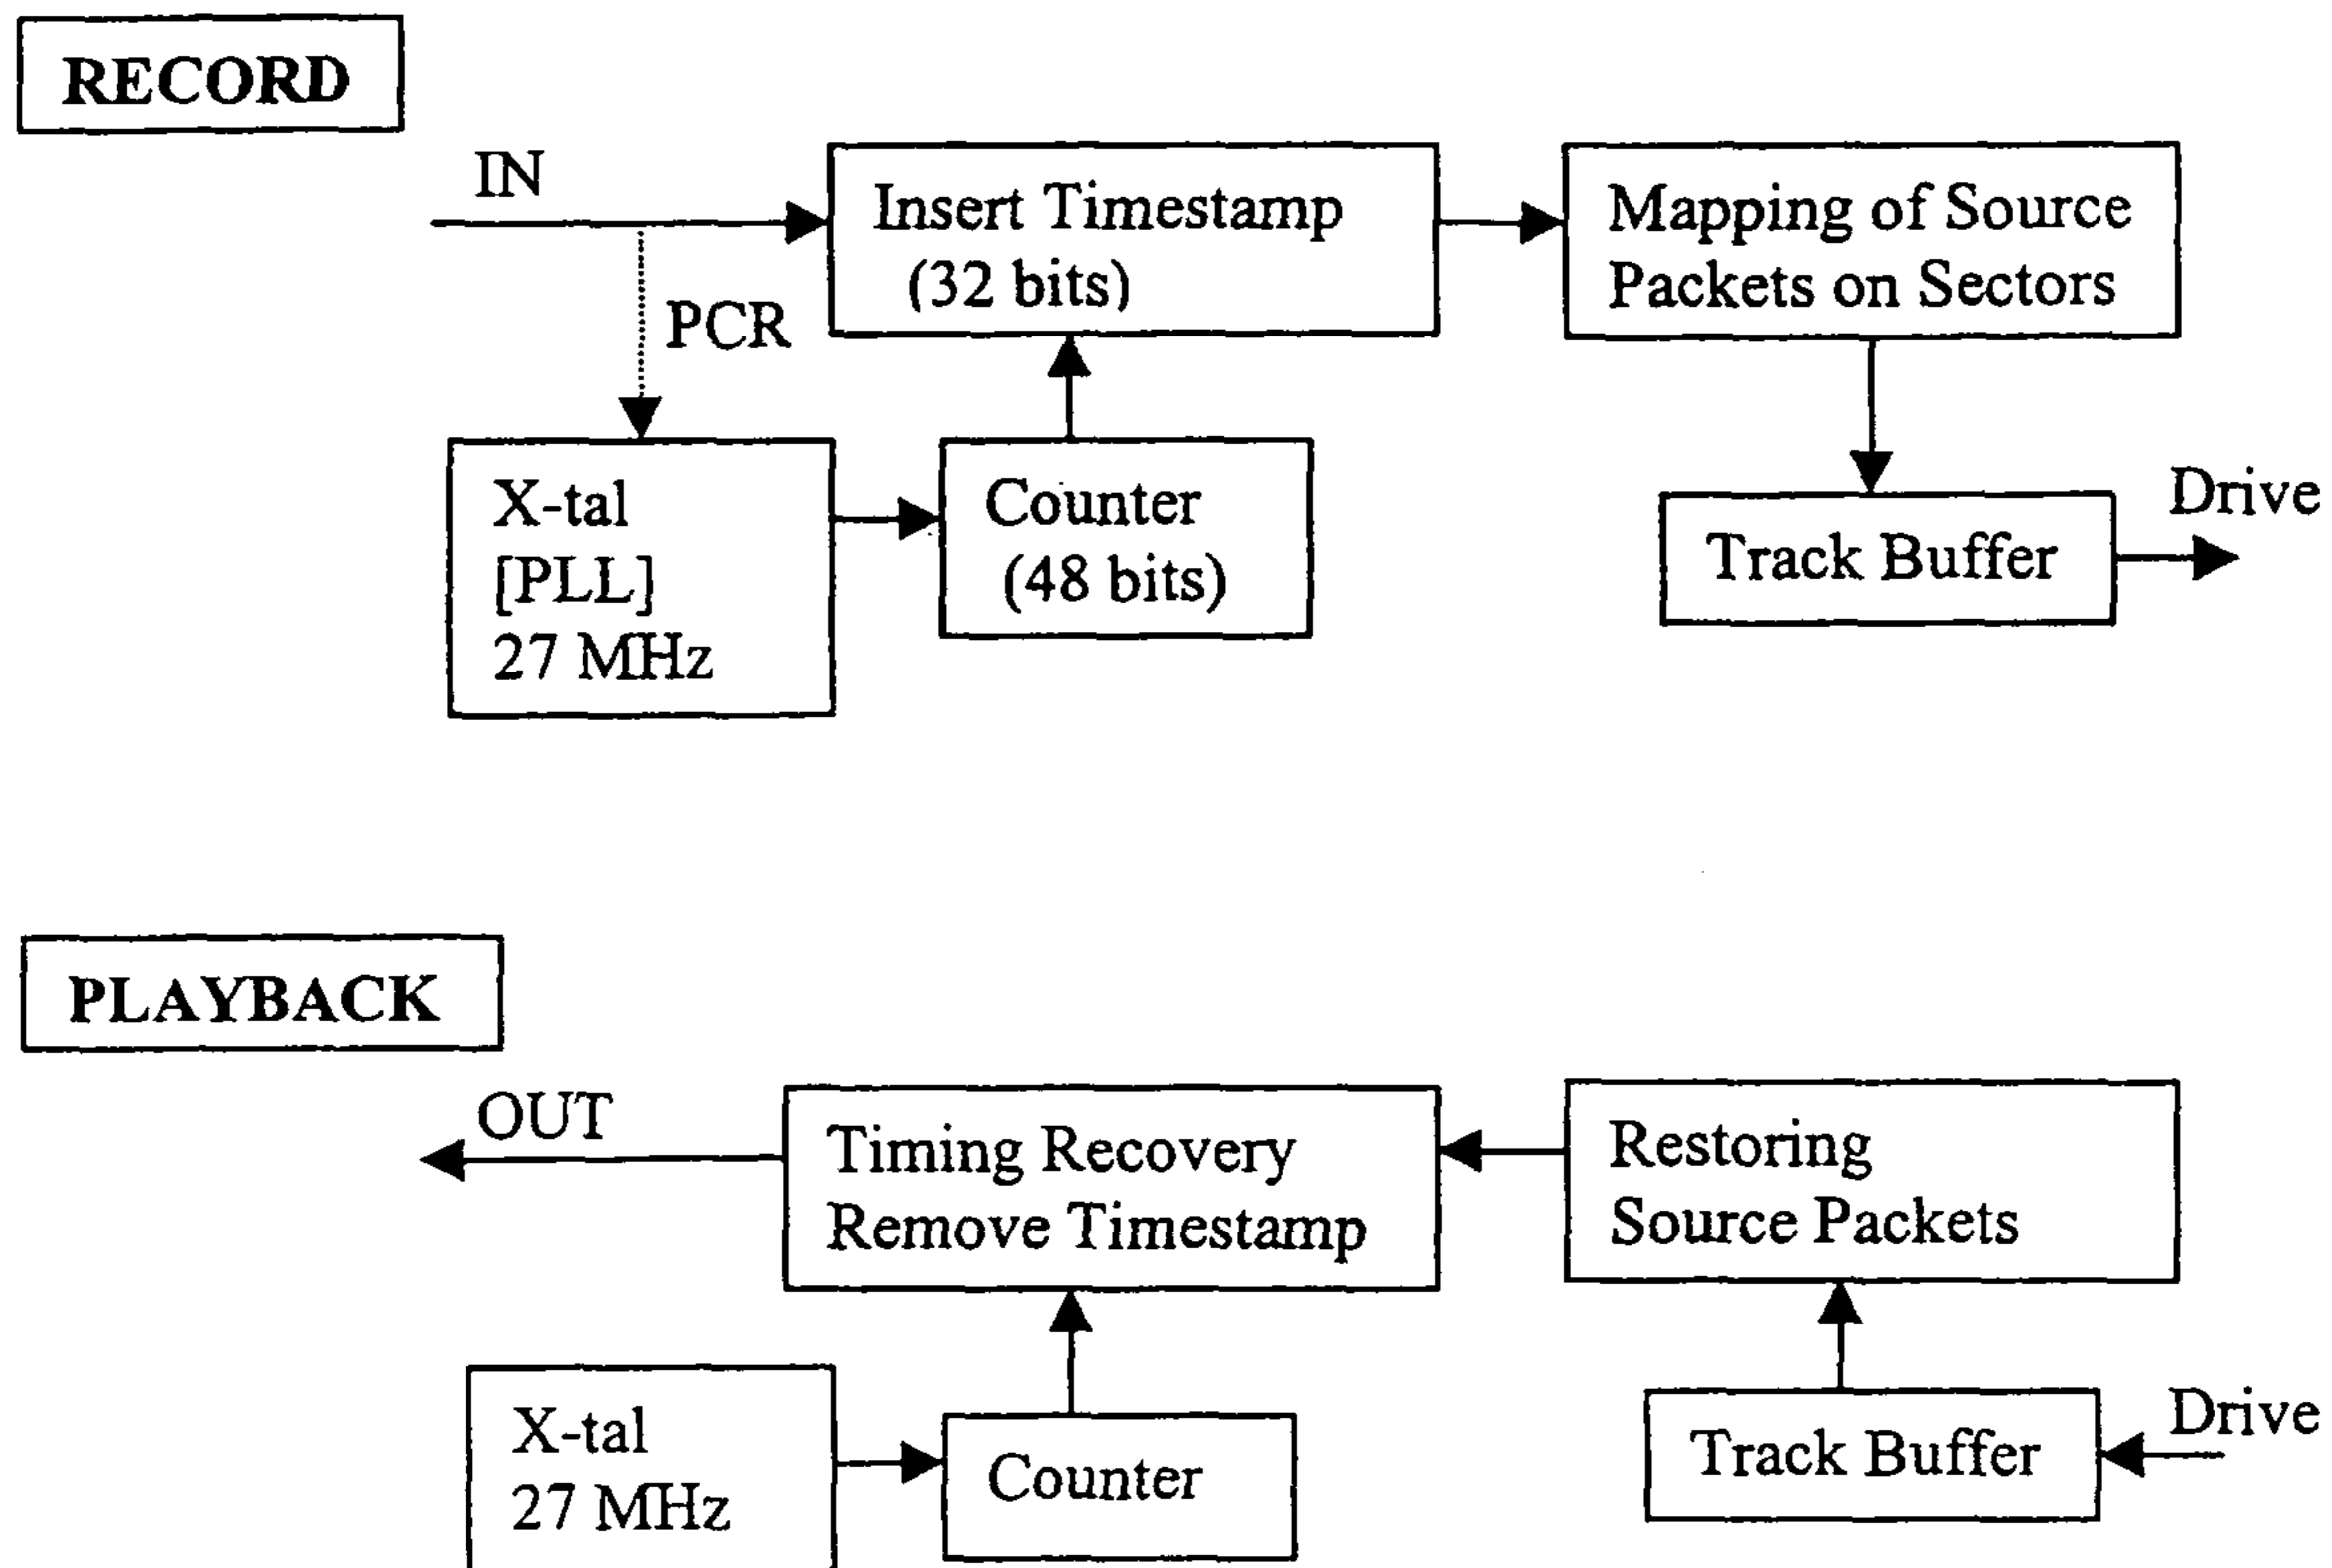 RECORD
IN
Insert Timestamp
(32 bits)
Mapping of Source
Packets on Sectors
PCR
X-tal
[PLL]
27 MHz
Counter
(48 bits)
Track Buffer
Drive
PLAYBACK
OUT
Timing Recovery
Remove Timestamp
Restoring
Source Packets
X-tal
27 MHz
Counter
Track Buffer
Drive